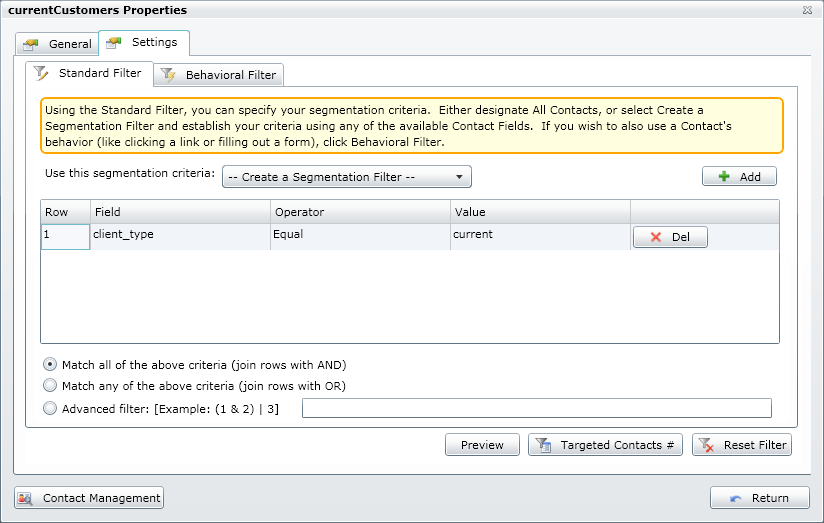 currentCustomers Properties
General
Settings
Standard Filter
Behavioral Filter
Using the Standard Filter, you can specify your segmentation criteria.  Either designate All Contacts, or select Create a
Segmentation Filter and establish your criteria using any of the available Contact Fields.  If you wish to also use a Contact's
behavior (like clicking a link or filling out a form), click Behavioral Filter.
Use this segmentation criteria: -- Create a Segmentation Filter -- Add
Row Field Operator Value
1 client_type Equal current Del
Match all of the above criteria (join rows with AND)
Match any of the above criteria (join rows with OR)
Advanced filter: [Example: (1 & 2) | 3]
Preview Targeted Contacts # Reset Filter
Contact Management Return